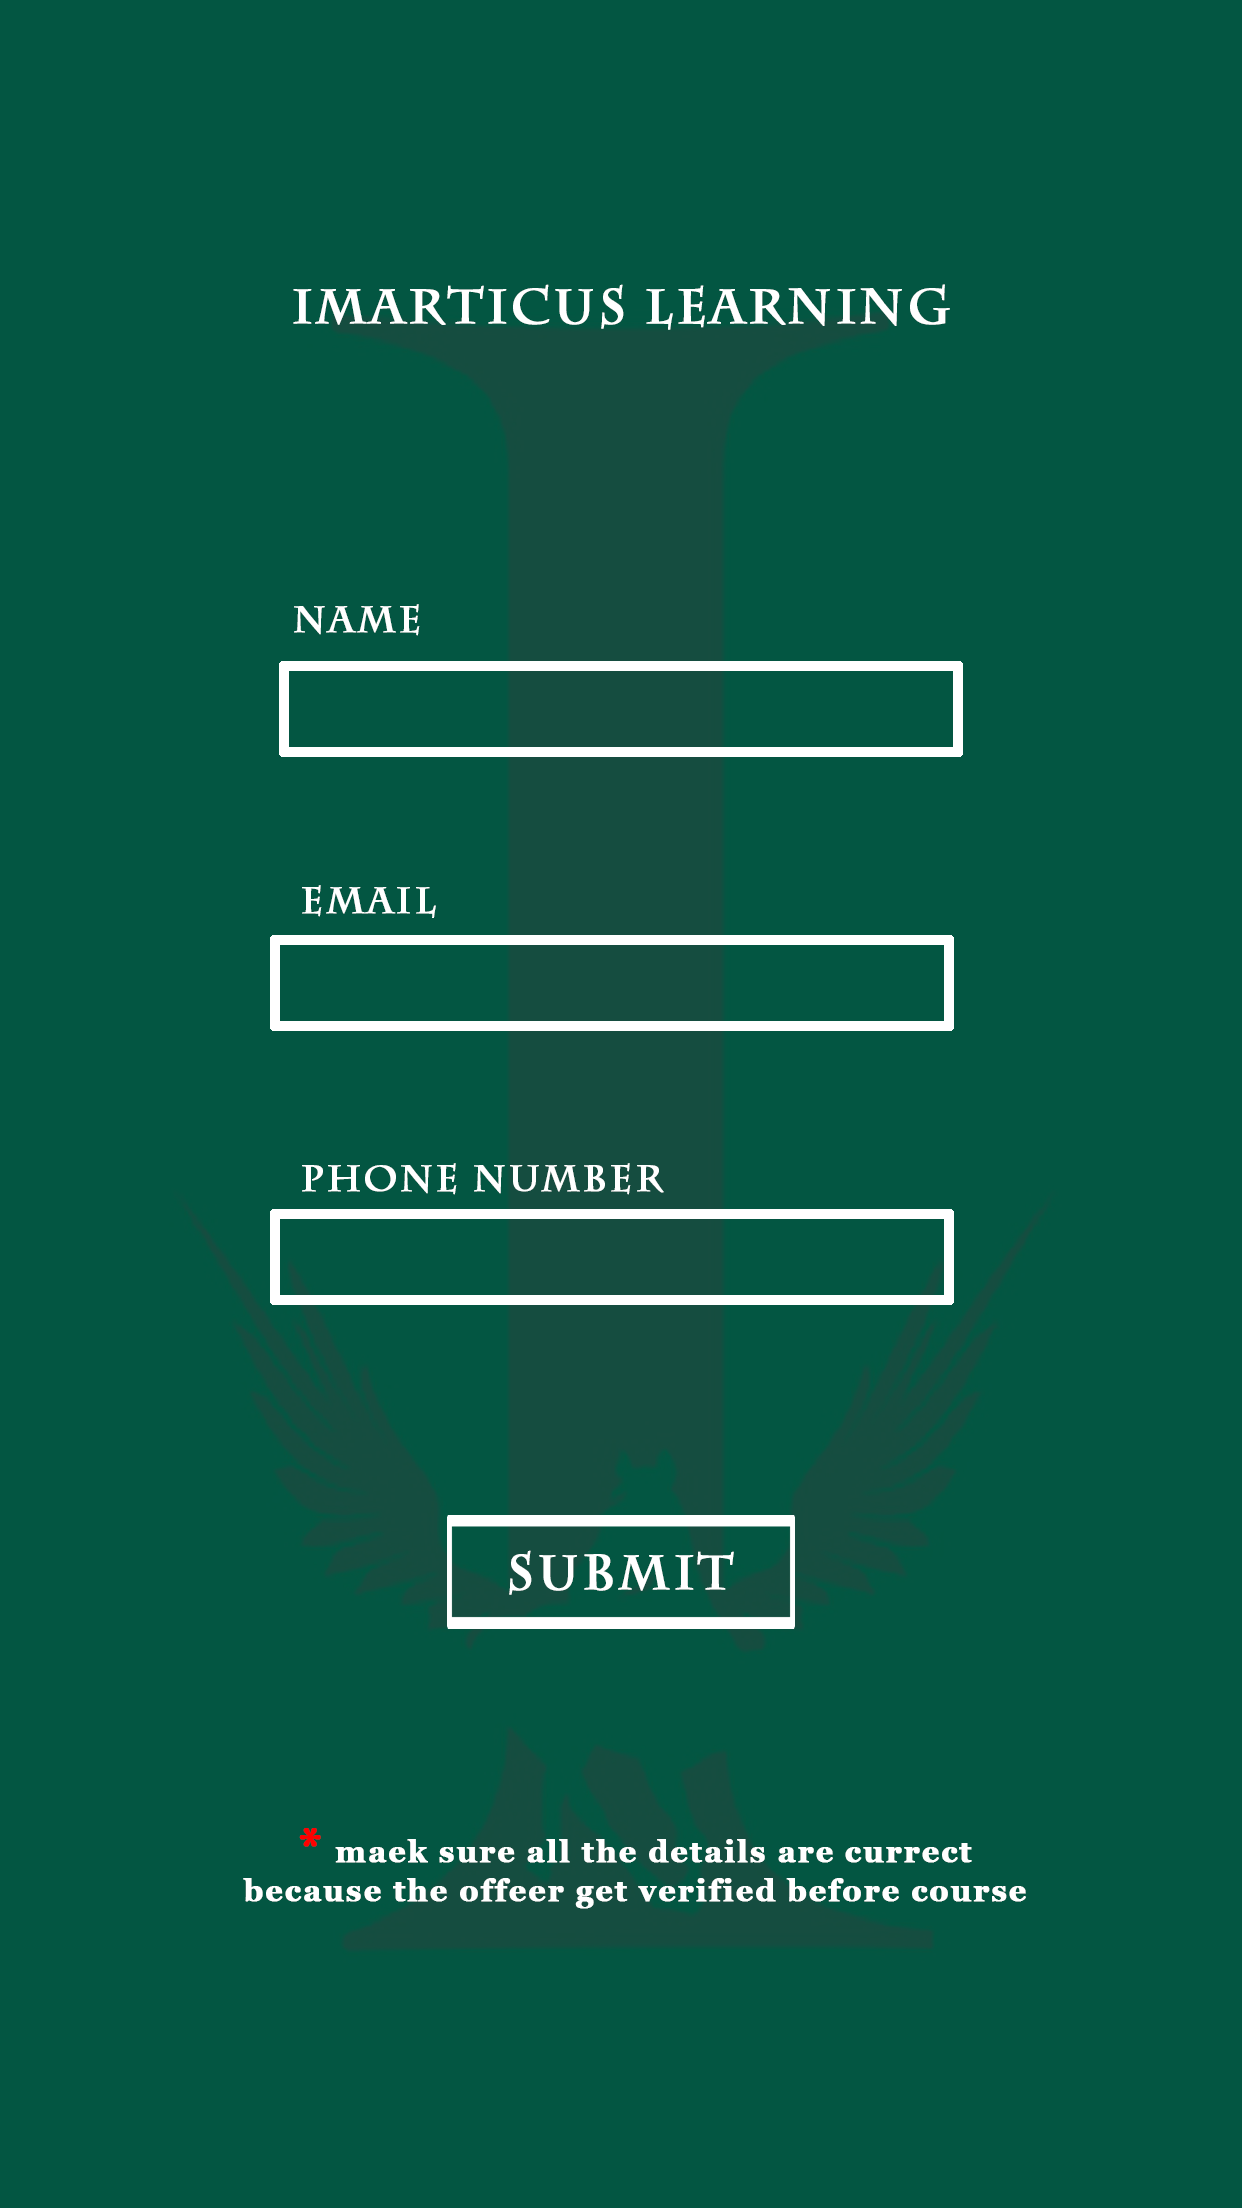 IMARTICUS LEARNING
NAME
EMAIL
PHONE NUMBER
SUBMIT
* maek sure all the details are currect
because the offeer get verified before course